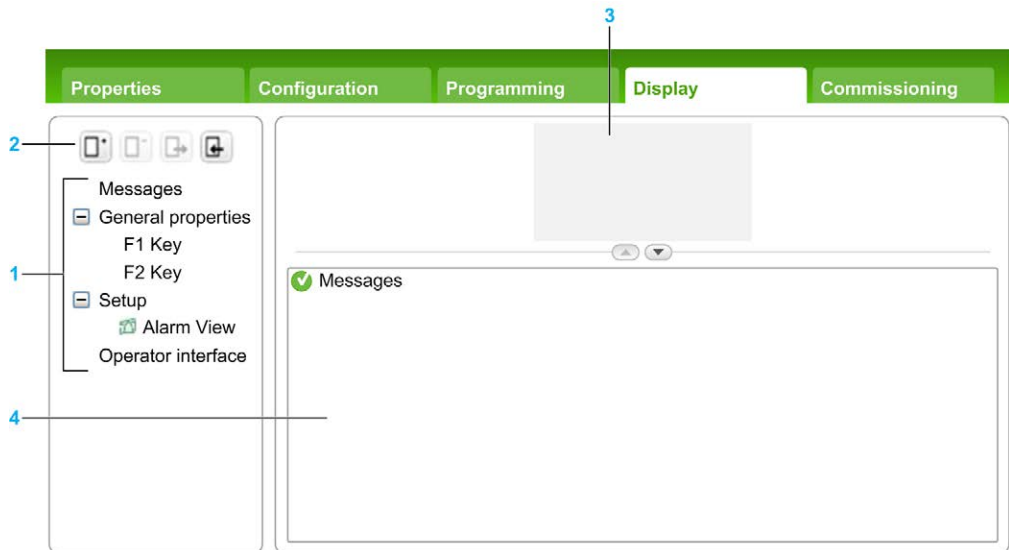 3
Properties Configuration Programming Display Commissioning
2
Messages
General properties
F1 Key
F2 Key
1
Setup
Alarm View
Operator interface
Messages
4